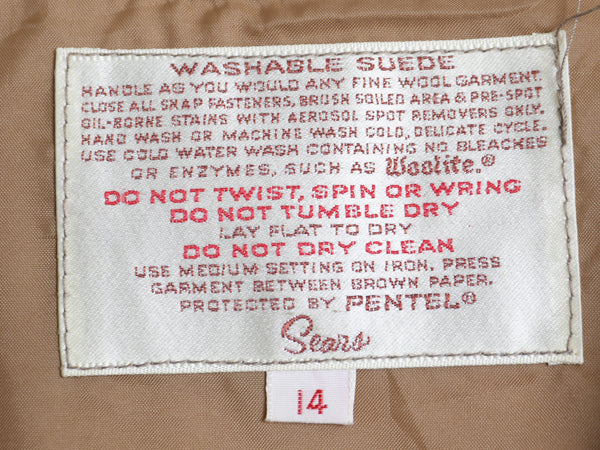 WASHABLE SUEDE
HANDLE AS YOU WOULD ANY FINE WOOL GARMENT.
CLOSE ALL SNAP FASTENERS, BRUSH SOILED AREA & PRE-SPOT
OIL-BORNE STAINS WITH AEROSOL SPOT REMOVERS ONLY.
HAND WASH OR MACHINE WASH COLD, DELICATE CYCLE.
USE COLD WATER WASH CONTAINING NO BLEACHES
OR ENZYMES, SUCH AS Woolite.®
DO NOT TWIST, SPIN OR WRING
DO NOT TUMBLE DRY
LAY FLAT TO DRY
DO NOT DRY CLEAN
USE MEDIUM SETTING ON IRON. PRESS
GARMENT BETWEEN BROWN PAPER.
PROTECTED BY PENTEL®
Sears
14